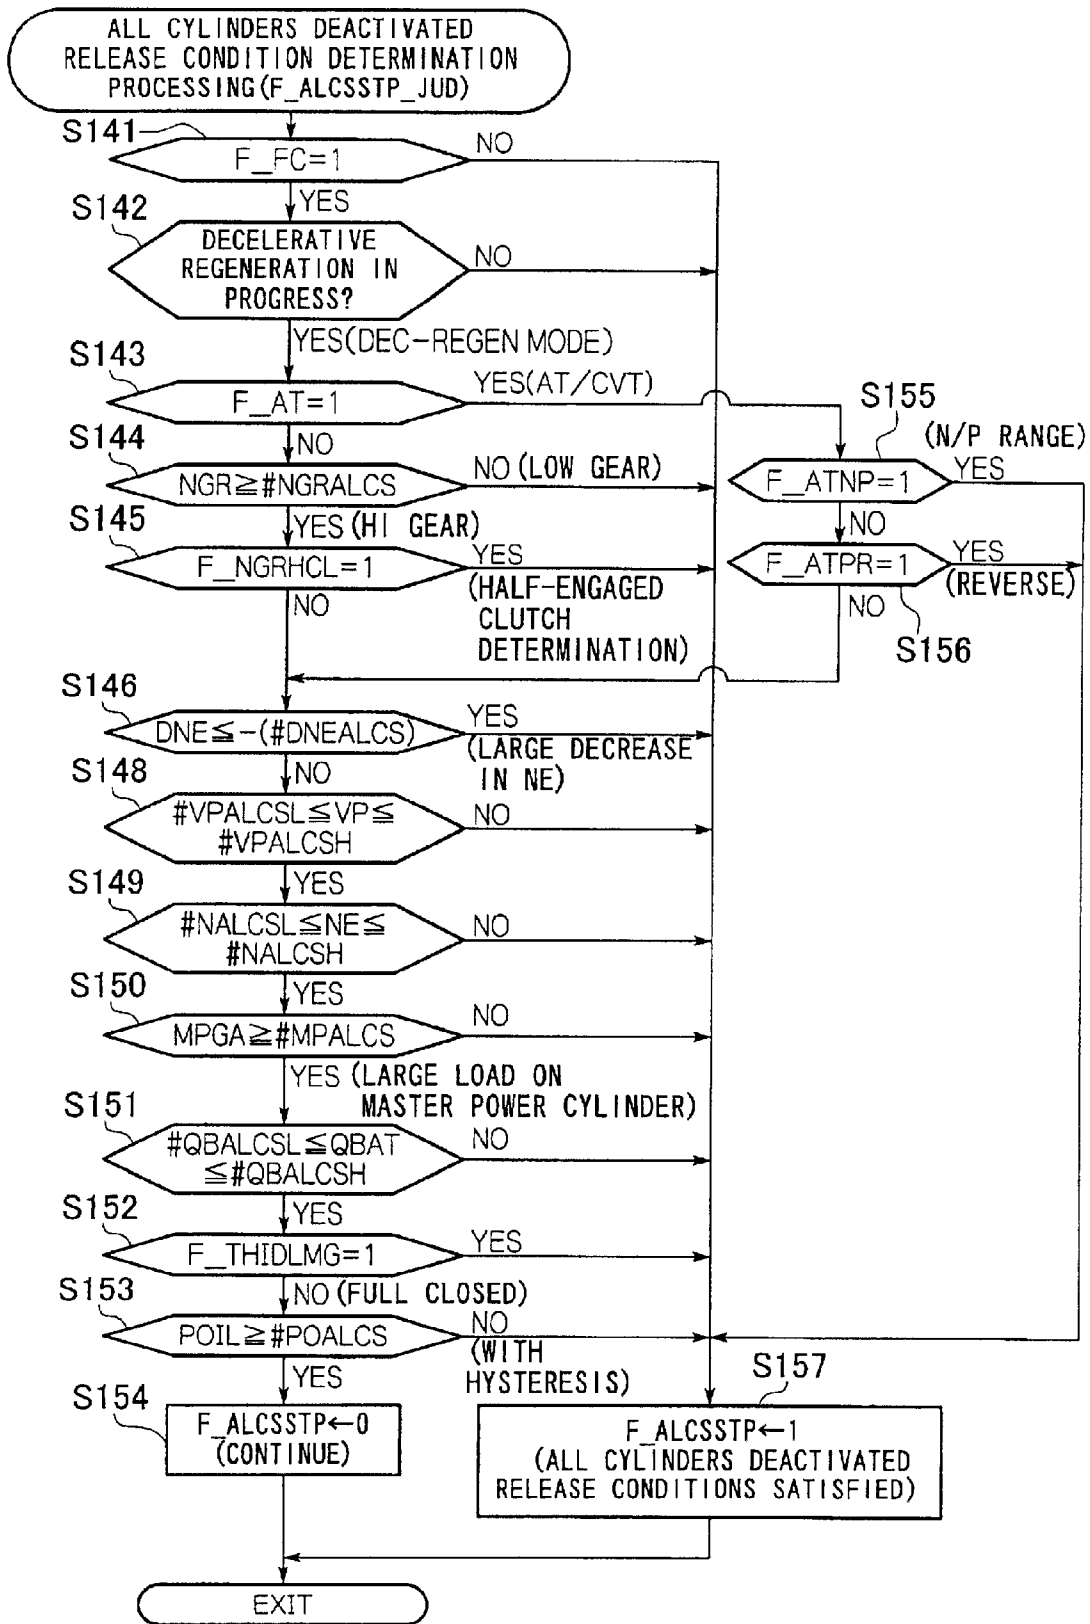 ALL CYLINDERS DEACTIVATED
RELEASE CONDITION DETERMINATION
PROCESSING(F_ALCSSTP_JUD)
S141
F_FC=1
NO
YES
S142
DECELERATIVE
REGENERATION IN
PROGRESS?
NO
YES(DEC-REGEN MODE)
S143
F_AT=1
YES(AT/CVT)
NO
S155
(N/P RANGE)
F_ATNP=1
YES
NO
S144
NGR≧#NGRALCS
NO(LOW GEAR)
YES(HI GEAR)
S145
F_NGRHCL=1
YES
(HALF-ENGAGED
CLUTCH
DETERMINATION)
NO
F_ATPR=1
YES
(REVERSE)
NO
S156
S146
DNE≦-(#DNEALCS)
YES
(LARGE DECREASE
IN NE)
NO
S148
#VPALCSL≦VP≦
#VPALCSH
NO
YES
S149
#NALCSL≦NE≦
#NALCSH
NO
YES
S150
MPGA≧#MPALCS
NO
YES (LARGE LOAD ON
MASTER POWER CYLINDER)
S151
#QBALCSL≦QBAT
≦#QBALCSH
NO
YES
S152
F_THIDLMG=1
YES
NO(FULL CLOSED)
S153
POIL≧#POALCS
NO
(WITH
HYSTERESIS)
YES
S154
F_ALCSSTP←0
(CONTINUE)
S157
F_ALCSSTP←1
(ALL CYLINDERS DEACTIVATED
RELEASE CONDITIONS SATISFIED)
EXIT